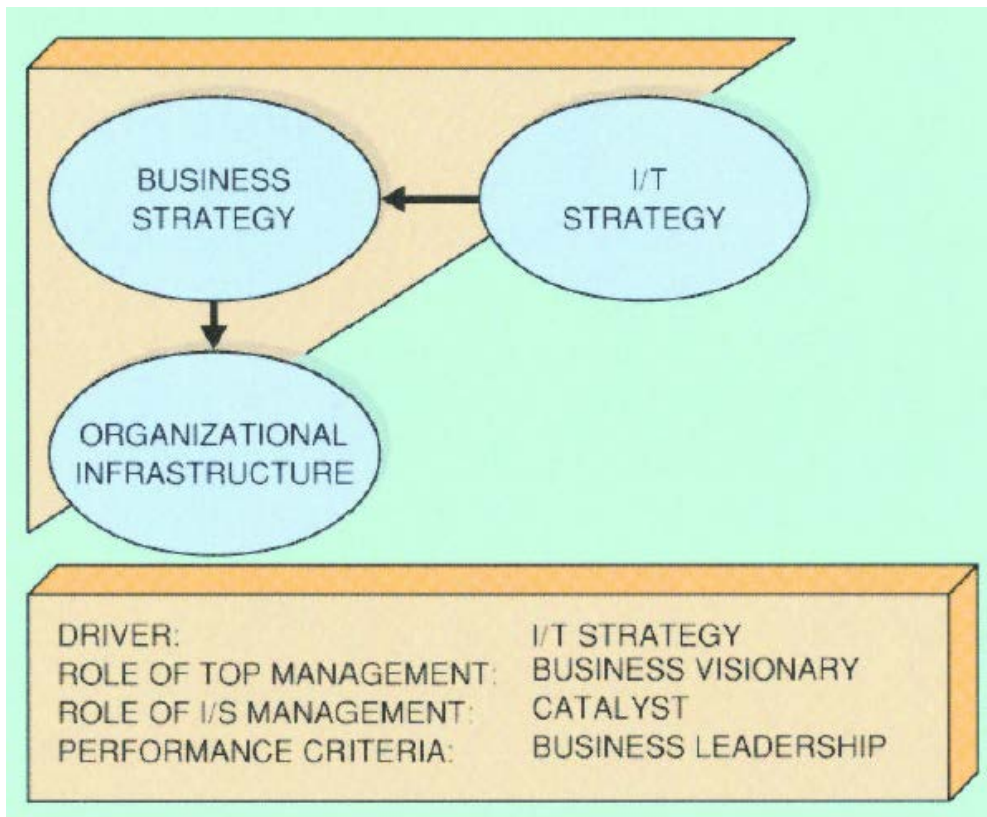 BUSINESS
STRATEGY
I/T
STRATEGY
ORGANIZATIONAL
INFRASTRUCTURE
DRIVER: I/T STRATEGY
ROLE OF TOP MANAGEMENT: BUSINESS VISIONARY
ROLE OF I/S MANAGEMENT: CATALYST
PERFORMANCE CRITERIA: BUSINESS LEADERSHIP